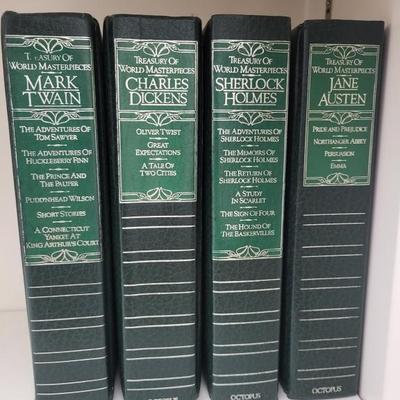 Treasury Of
World Masterpieces
Mark
Twain
The Adventures Of
Tom Sawyer
The Adventures Of
Huckleberry Finn
The Prince And
The Pauper
Pudd'nhead Wilson
Short Stories
A Connecticut
Yankee At
King Arthur's Court
Treasury Of
World Masterpieces
Charles
Dickens
Oliver Twist
Great
Expectations
A Tale Of
Two Cities
OCTOPUS
Treasury Of
World Masterpieces
Sherlock
Holmes
The Adventures Of
Sherlock Holmes
The Memoirs Of
Sherlock Holmes
The Return Of
Sherlock Holmes
A Study
In Scarlet
The Sign Of Four
The Hound Of
The Baskervilles
OCTOPUS
Treasury Of
World Masterpieces
Jane
Austen
Pride And Prejudice
Northanger Abbey
Persuasion
Emma
OCTOPUS